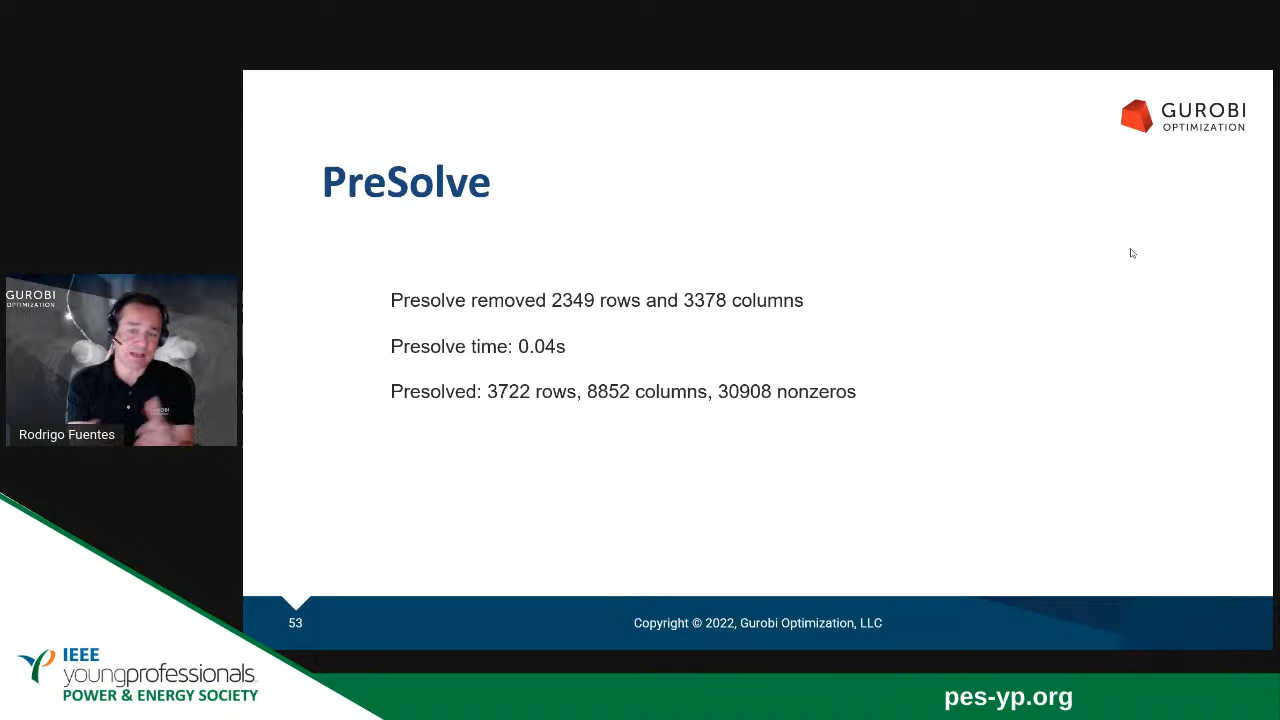 GUROBI
OPTIMIZATION
PreSolve
Presolve removed 2349 rows and 3378 columns
Presolve time: 0.04s
Presolved: 3722 rows, 8852 columns, 30908 nonzeros
GUROBI
OPTIMIZATION
Rodrigo Fuentes
53
Copyright © 2022, Gurobi Optimization, LLC
IEEE
youngprofessionals
POWER & ENERGY SOCIETY
pes-yp.org